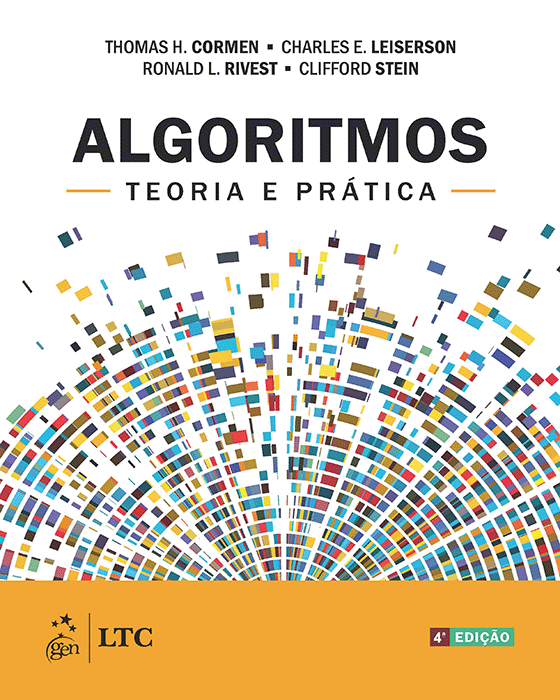 THOMAS H. CORMEN ▪ CHARLES E. LEISERSON
RONALD L. RIVEST ▪ CLIFFORD STEIN
ALGORITMOS
TEORIA E PRÁTICA
gen
LTC
4ª EDIÇÃO